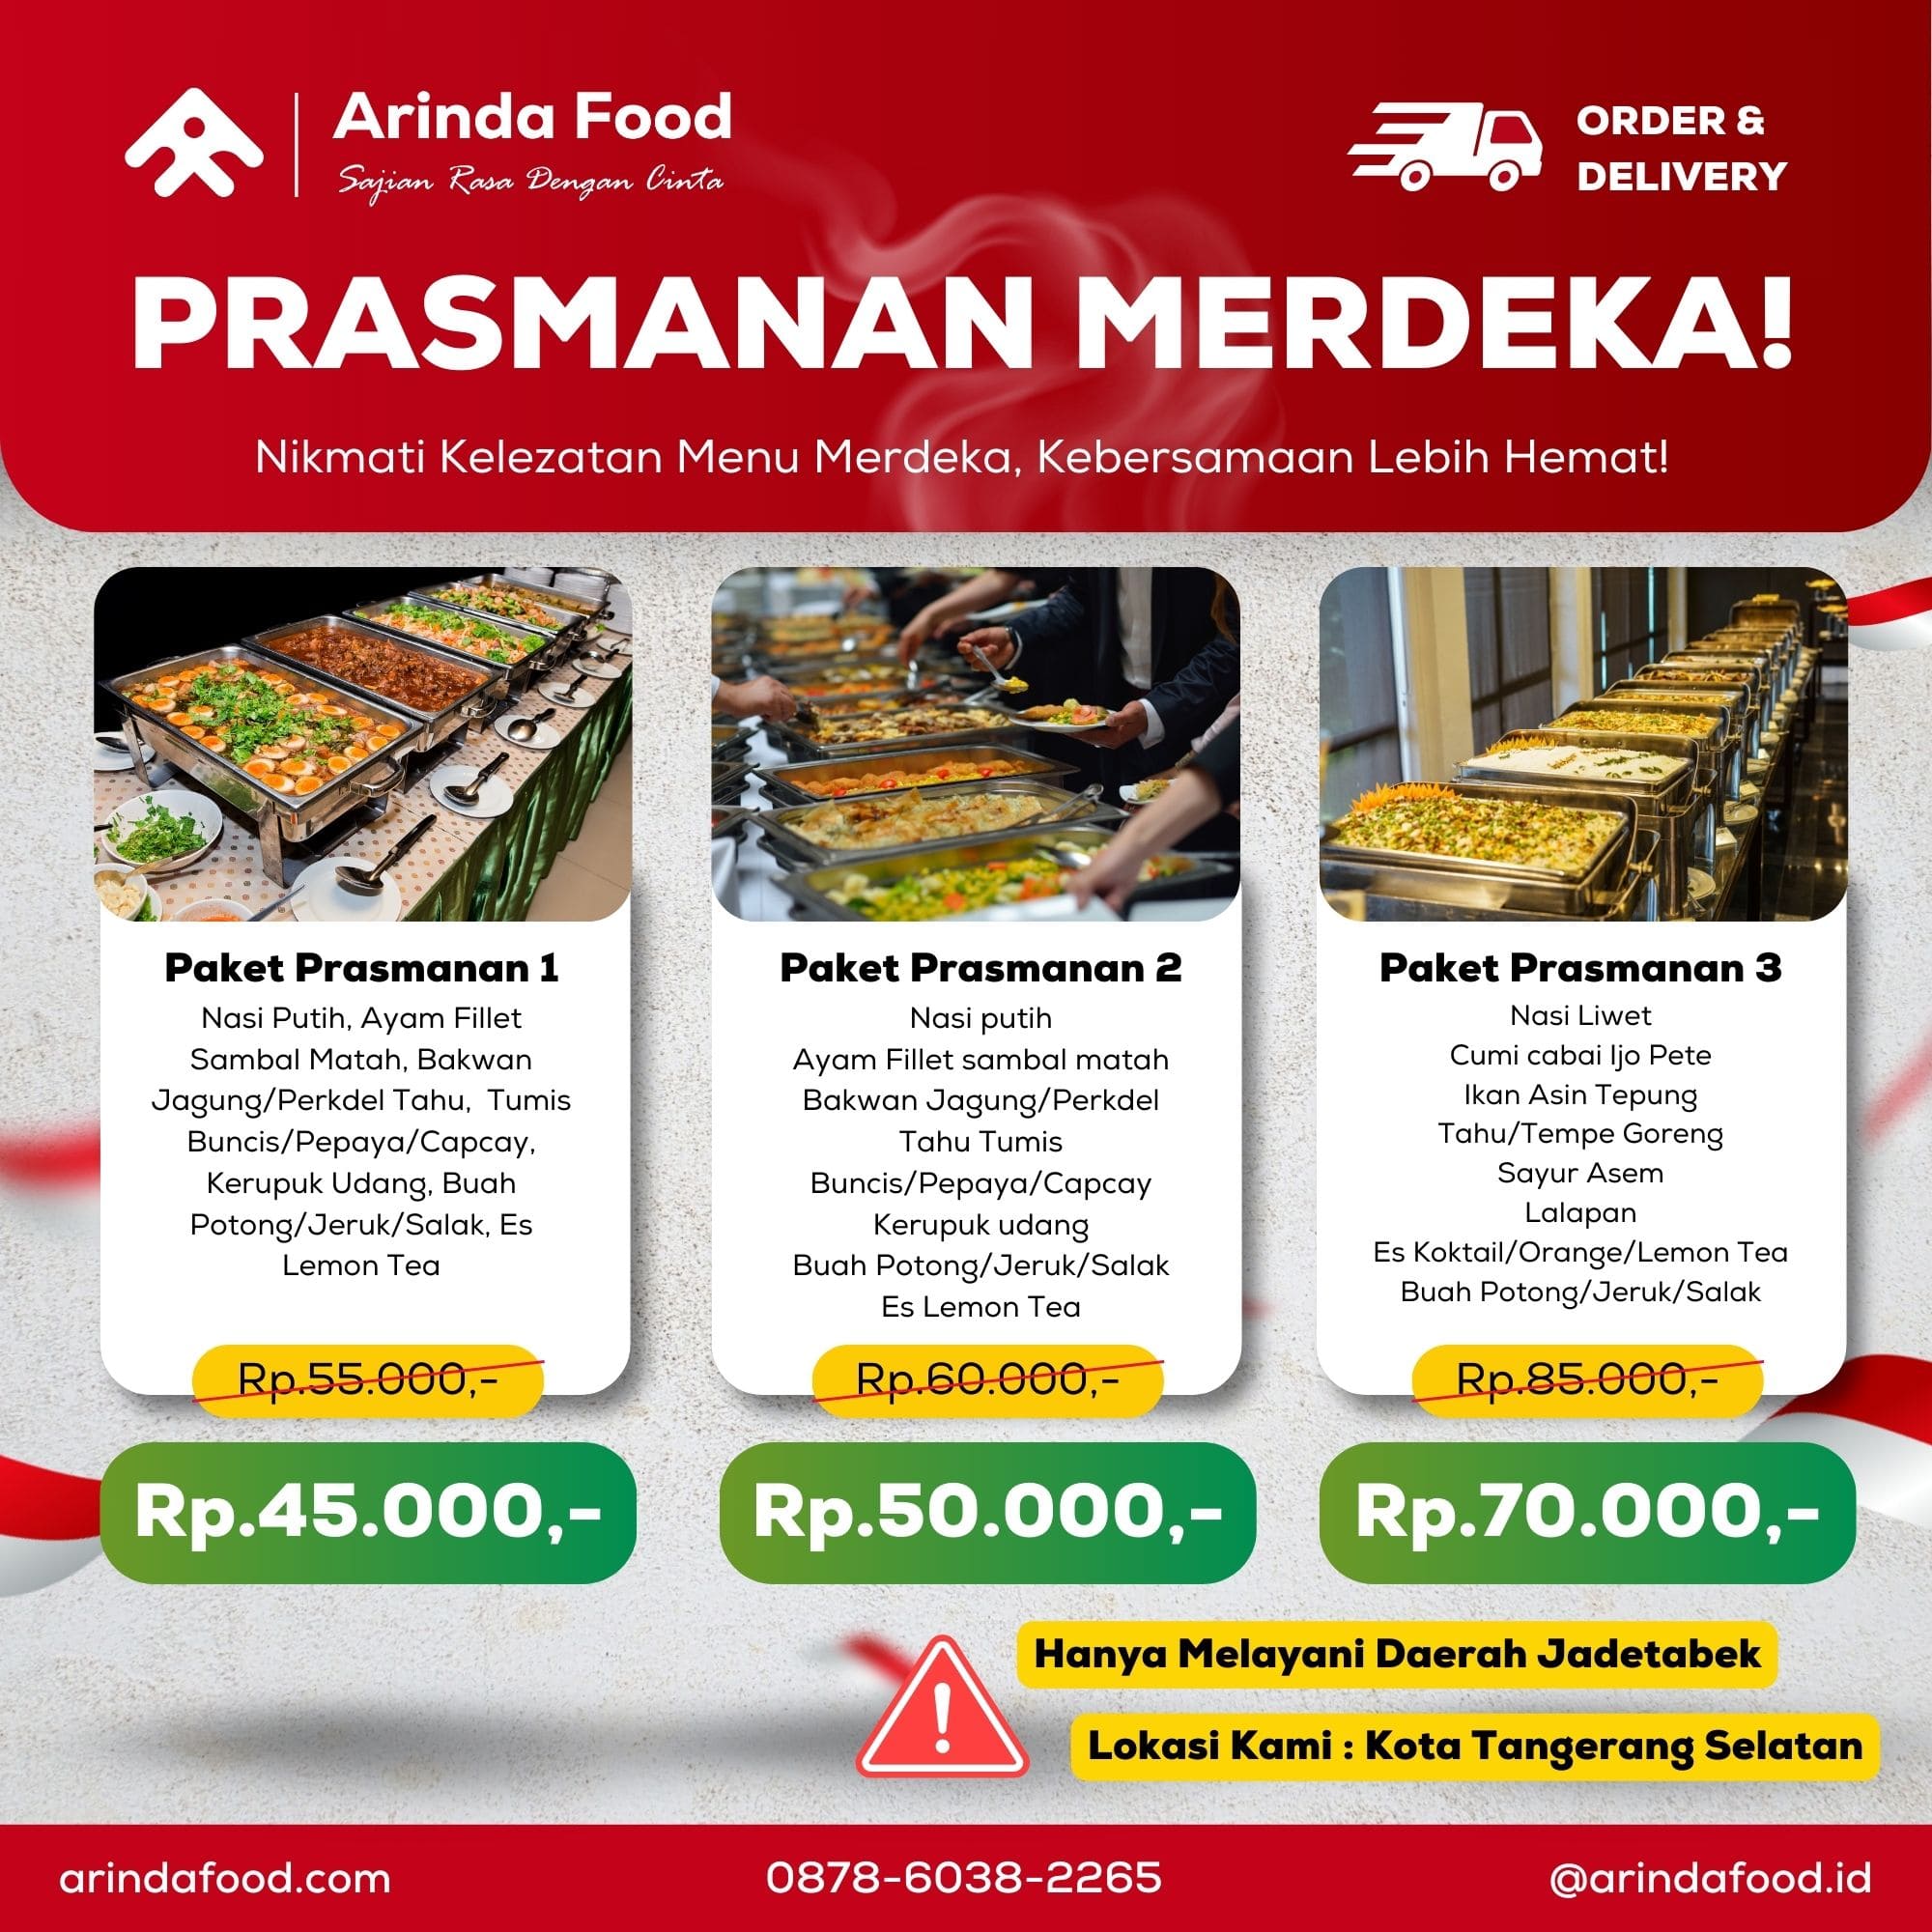 Arinda Food
Sajian Rasa Dengan Cinta
ORDER &
DELIVERY
PRASMANAN MERDEKA!
Nikmati Kelezatan Menu Merdeka, Kebersamaan Lebih Hemat!
Paket Prasmanan 1
Nasi Putih, Ayam Fillet
Sambal Matah, Bakwan
Jagung/Perkdel Tahu, Tumis
Buncis/Pepaya/Capcay,
Kerupuk Udang, Buah
Potong/Jeruk/Salak, Es
Lemon Tea
Rp.55.000,-
Rp.45.000,-
Paket Prasmanan 2
Nasi putih
Ayam Fillet sambal matah
Bakwan Jagung/Perkdel
Tahu Tumis
Buncis/Pepaya/Capcay
Kerupuk udang
Buah Potong/Jeruk/Salak
Es Lemon Tea
Rp.60.000,-
Rp.50.000,-
Paket Prasmanan 3
Nasi Liwet
Cumi cabai Ijo Pete
Ikan Asin Tepung
Tahu/Tempe Goreng
Sayur Asem
Lalapan
Es Koktail/Orange/Lemon Tea
Buah Potong/Jeruk/Salak
Rp.85.000,-
Rp.70.000,-
Hanya Melayani Daerah Jadetabek
Lokasi Kami : Kota Tangerang Selatan
arindafood.com
0878-6038-2265
@arindafood.id